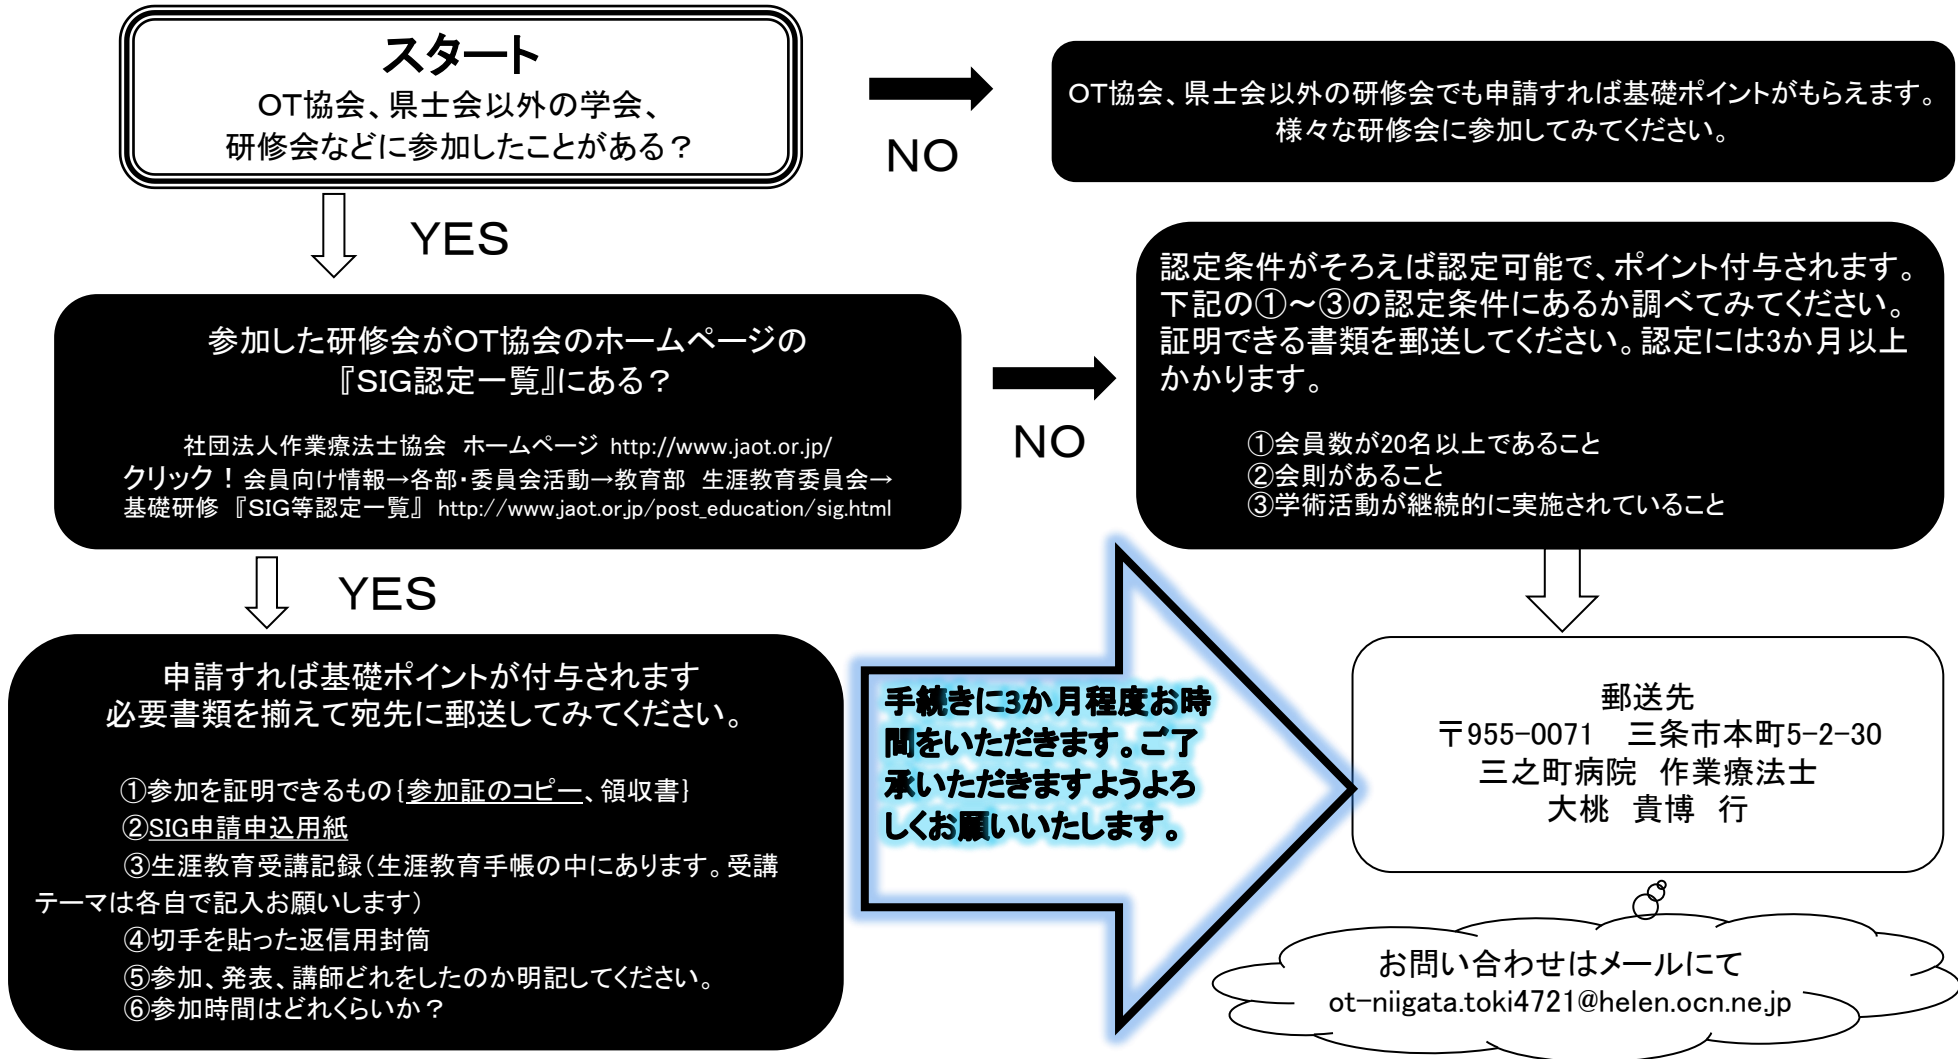 スタート
OT協会、県士会以外の学会、
研修会などに参加したことがある？
NO
OT協会、県士会以外の研修会でも申請すれば基礎ポイントがもらえます。
様々な研修会に参加してみてください。
YES
参加した研修会がOT協会のホームページの
『SIG認定一覧』にある？
社団法人作業療法士協会　ホームページ http://www.jaot.or.jp/
クリック！会員向け情報→各部・委員会活動→教育部　生涯教育委員会→
基礎研修 『SIG等認定一覧』 http://www.jaot.or.jp/post_education/sig.html
NO
認定条件がそろえば認定可能で、ポイント付与されます。
下記の①～③の認定条件にあるか調べてみてください。
証明できる書類を郵送してください。認定には3か月以上
かかります。
①会員数が20名以上であること
②会則があること
③学術活動が継続的に実施されていること
YES
申請すれば基礎ポイントが付与されます
必要書類を揃えて宛先に郵送してみてください。
①参加を証明できるもの{参加証のコピー、領収書}
②SIG申請申込用紙
③生涯教育受講記録（生涯教育手帳の中にあります。受講
テーマは各自で記入お願いします）
④切手を貼った返信用封筒
⑤参加、発表、講師どれをしたのか明記してください。
⑥参加時間はどれくらいか？
手続きに3か月程度お時
間をいただきます。ご了
承いただきますようよろ
しくお願いいたします。
郵送先
〒955-0071　三条市本町5-2-30
三之町病院　作業療法士
大桃　貴博　行
お問い合わせはメールにて
ot-niigata.toki4721@helen.ocn.ne.jp